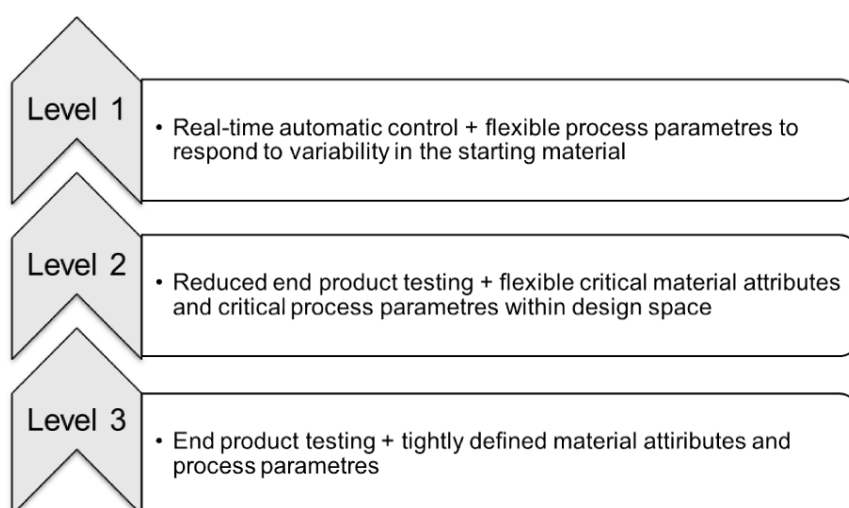 Level 1
• Real-time automatic control + flexible process parametres to
respond to variability in the starting material
Level 2
• Reduced end product testing + flexible critical material attributes
and critical process parametres within design space
Level 3
• End product testing + tightly defined material attiributes and
process parametres